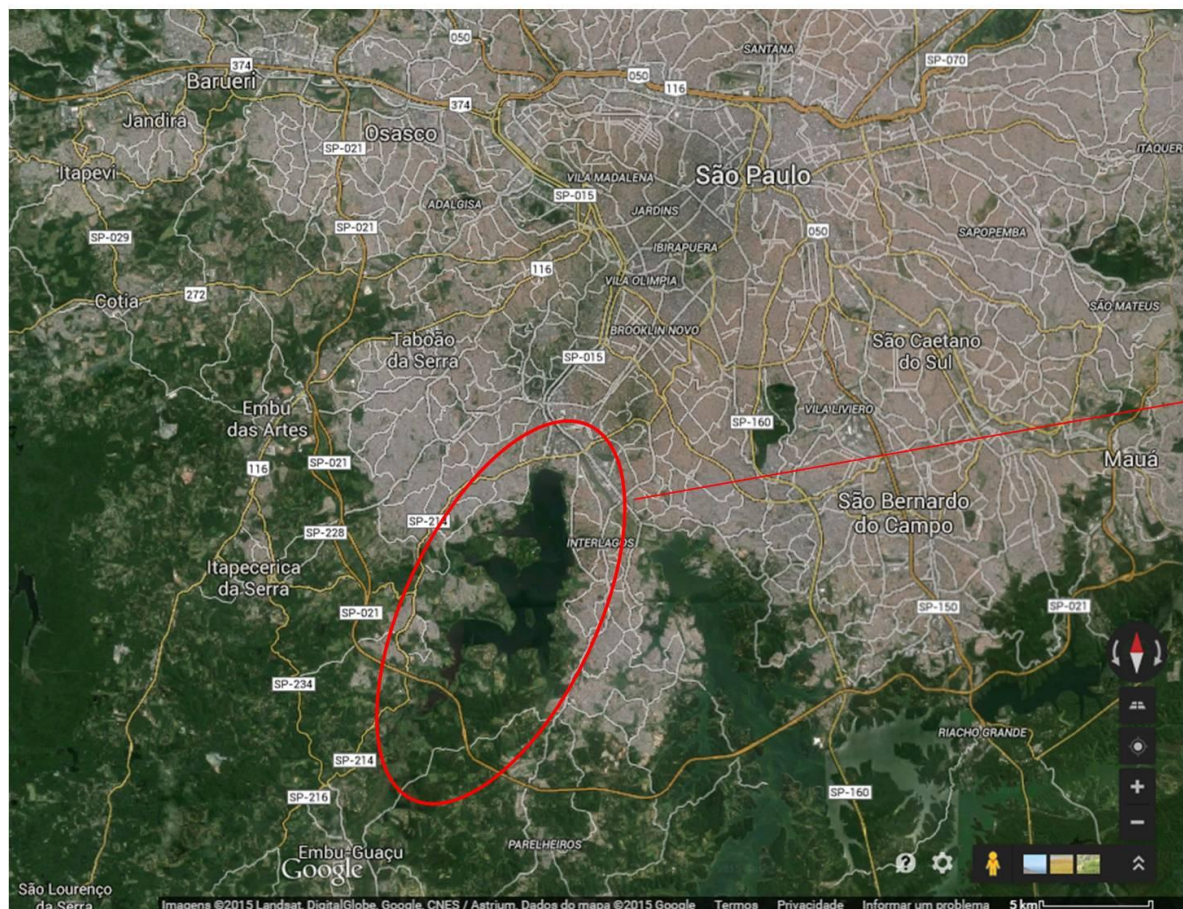 050
SANTANA
374
SP-070
Barueri
050
116
374
Jandira
Osasco
SP-021
ITAQUER
Itapevi
VILA MADALENA
São Paulo
SP-015
ADALGISA
JARDINS
SP-021
050
SP-029
IBIRAPUERA
SAPOPEMBA
116
VILA OLIMPIA
272
Cotia
SÃO MATEUS
BROOKLIN NOVO
Taboão
da Serra
SP-015
São Caetano
do Sul
Embu
das Artes
VILA LIVIERO
SP-160
116
SP-021
Mauá
São Bernardo
do Campo
SP-214
SP-228
INTERLAGOS
Itapecerica
da Serra
SP-021
SP-150
SP-021
SP-234
RIACHO GRANDE
SP-214
SP-160
SP-216
PARELHEIROS
Embu-Guaçu
Google
São Lourenço
da Serra
Imagens ©2015 Landsat, DigitalGlobe, Google, CNES / Astrium, Dados do mapa ©2015 Google Termos Privacidade Informar um problema 5 km